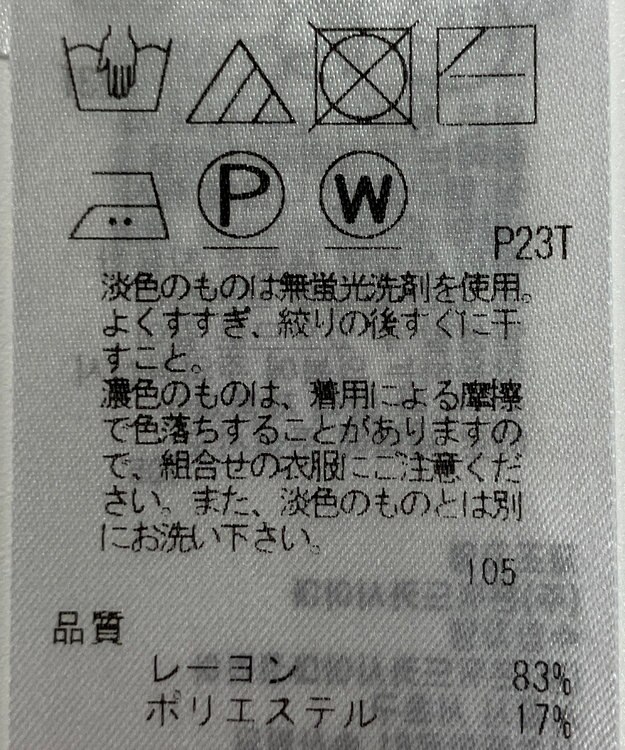 P
W
P23T
淡色のものは無蛍光洗剤を使用。
よくすすぎ、絞りの後すぐに干
すこと。
濃色のものは、着用による摩擦
で色落ちすることがありますの
で、組合せの衣服にご注意くだ
さい。また、淡色のものとは別
にお洗い下さい。
105
品質
レーヨン 83%
ポリエステル 17%